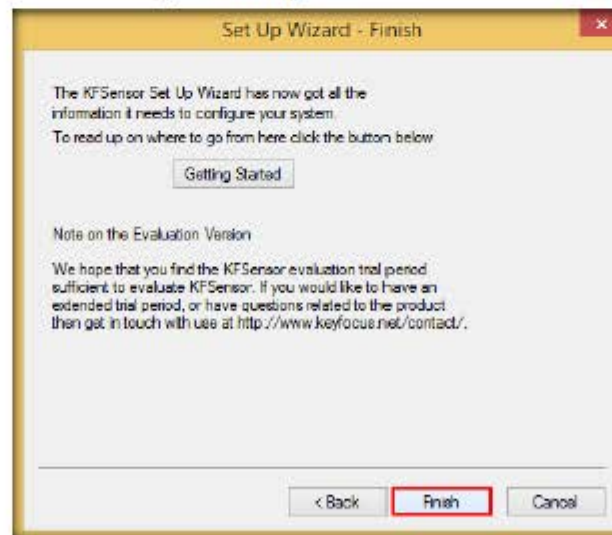 Set Up Wizard - Finish
The KFSensor Set Up Wizard has now got all the
information it needs to configure your system.
To read up on where to go from here click the button below
Getting Started
Note on the Evaluation Version
We hope that you find the KFSensor evaluation trial period
sufficient to evaluate KFSensor. If you would like to have an
extended trial period, or have questions related to the product
then get in touch with use at http://www.keyfocus.net/contact/.
< Back Finish Cancel